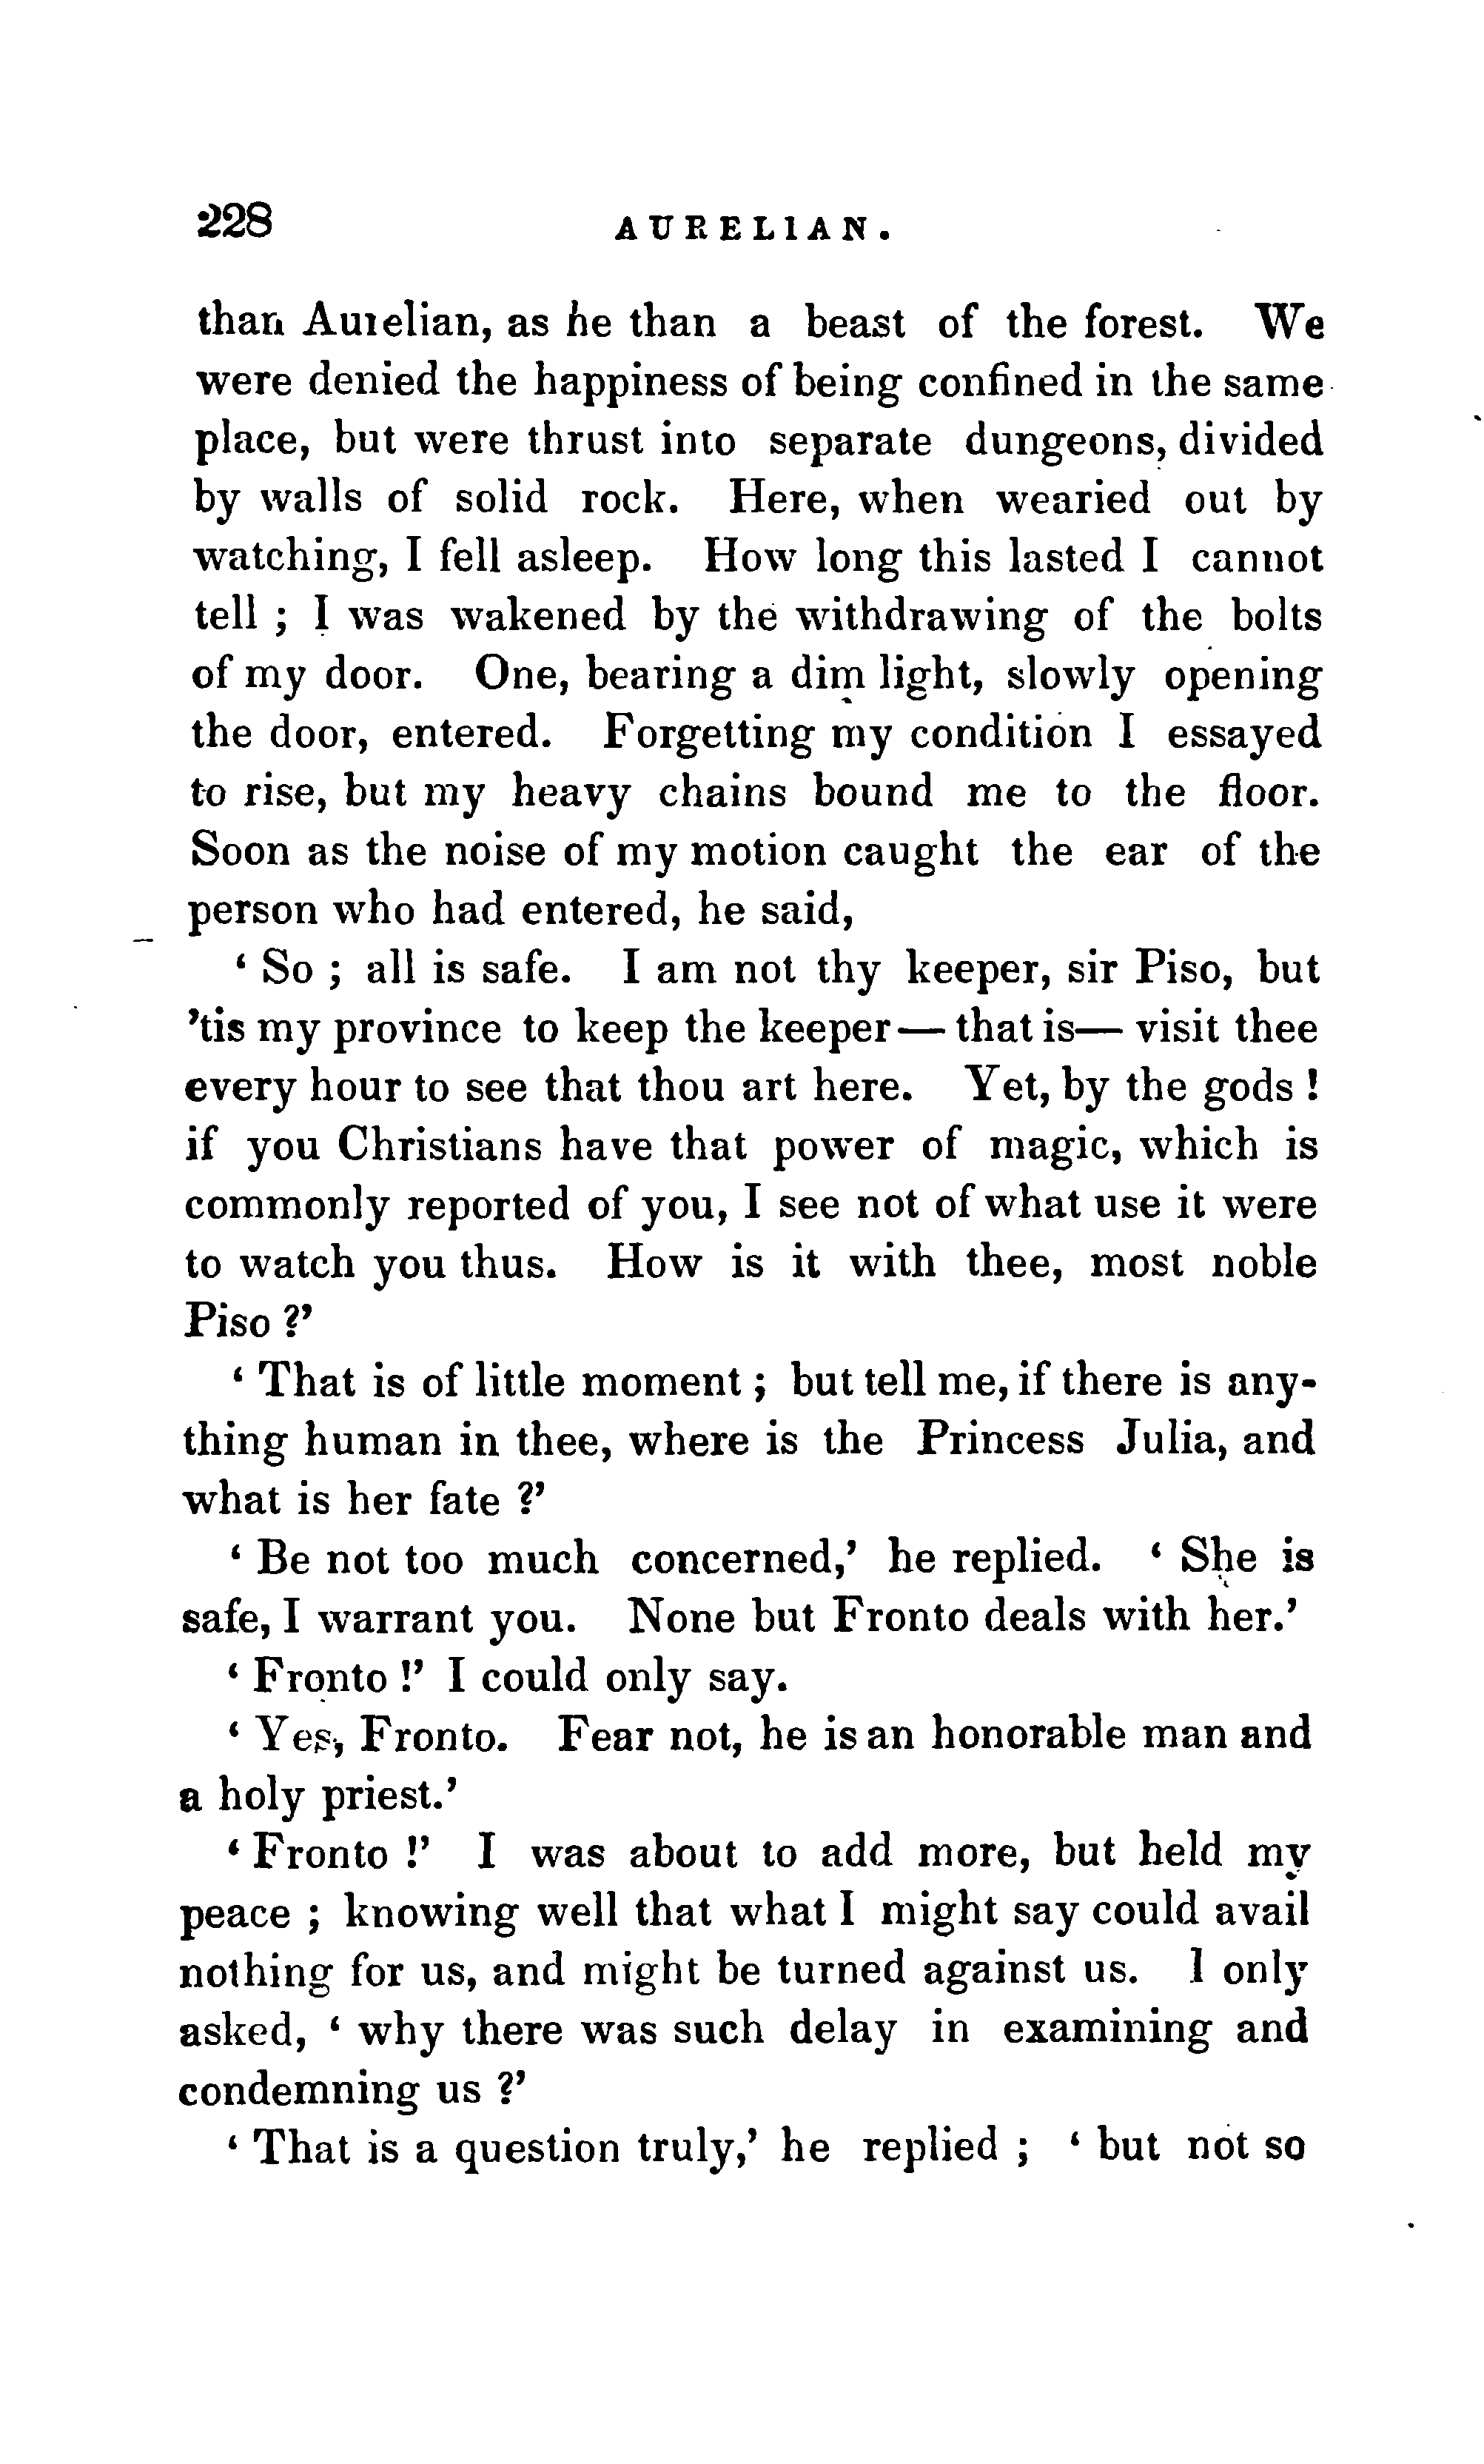 228 AURELIAN.
than Aurelian, as he than a beast of the forest. We
were denied the happiness of being confined in the same
place, but were thrust into separate dungeons, divided
by walls of solid rock. Here, when wearied out by
watching, I fell asleep. How long this lasted I cannot
tell ; I was wakened by the withdrawing of the bolts
of my door. One, bearing a dim light, slowly opening
the door, entered. Forgetting my condition I essayed
to rise, but my heavy chains bound me to the floor.
Soon as the noise of my motion caught the ear of the
person who had entered, he said,
‘ So ; all is safe. I am not thy keeper, sir Piso, but
’tis my province to keep the keeper — that is — visit thee
every hour to see that thou art here. Yet, by the gods !
if you Christians have that power of magic, which is
commonly reported of you, I see not of what use it were
to watch you thus. How is it with thee, most noble
Piso ?’
‘ That is of little moment ; but tell me, if there is any-
thing human in thee, where is the Princess Julia, and
what is her fate ?’
‘ Be not too much concerned,’ he replied. ‘ She is
safe, I warrant you. None but Fronto deals with her.’
‘ Fronto !’ I could only say.
‘ Yes, Fronto. Fear not, he is an honorable man and
a holy priest.’
‘ Fronto !’ I was about to add more, but held my
peace ; knowing well that what I might say could avail
nothing for us, and might be turned against us. I only
asked, ‘ why there was such delay in examining and
condemning us ?’
‘ That is a question truly,’ he replied ; ‘ but not so